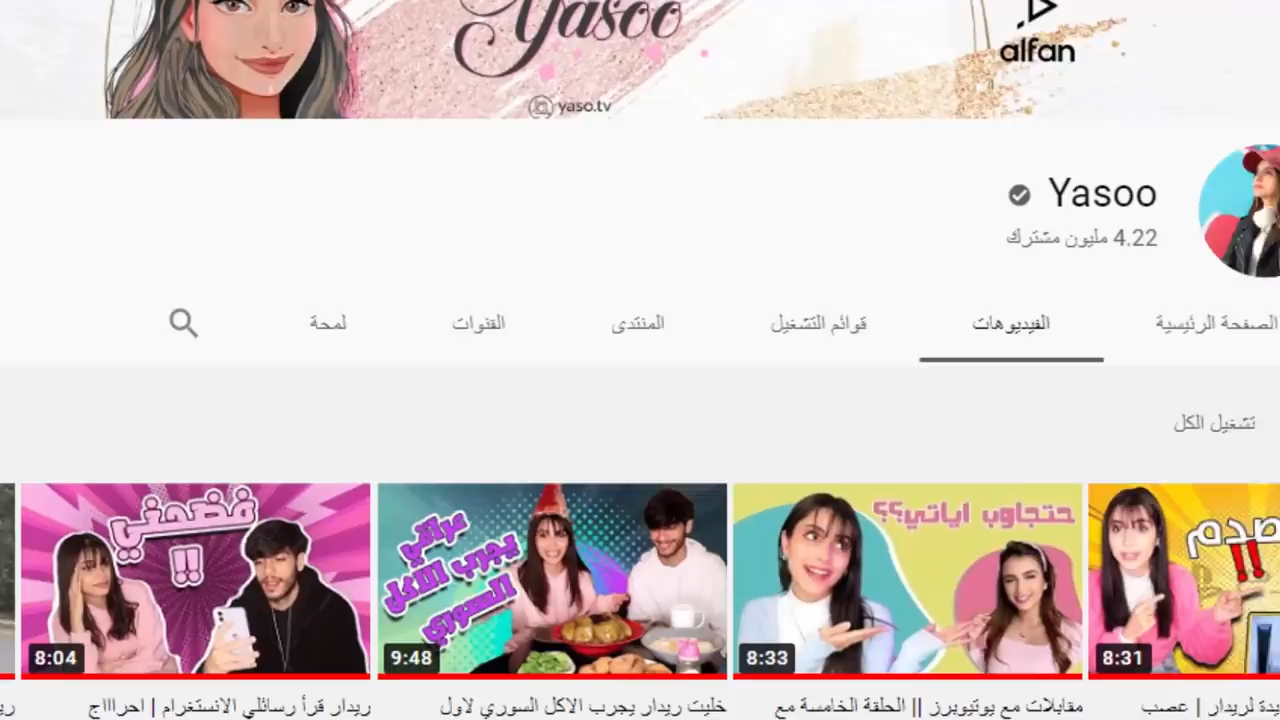 Yasoo
alfan
yaso.tv
Yasoo
4.22 مليون مشترك
الصفحة الرئيسية
الفيديوهات
قوائم التشغيل
المنتدى
القنوات
لمحة
تشغيل الكل
صدم
!!
8:31
حتجاوب اياتي؟؟
8:33
عراقي
يجرب الاكل
السوري
9:48
فضحني
!!
8:04
يدة لريدار | عصب
مقابلات مع يوتيوبرز || الحلقة الخامسة مع
خليت ريدار يجرب الاكل السوري لاول
ريدار قرأ رسائلي الانستغرام | احراااج